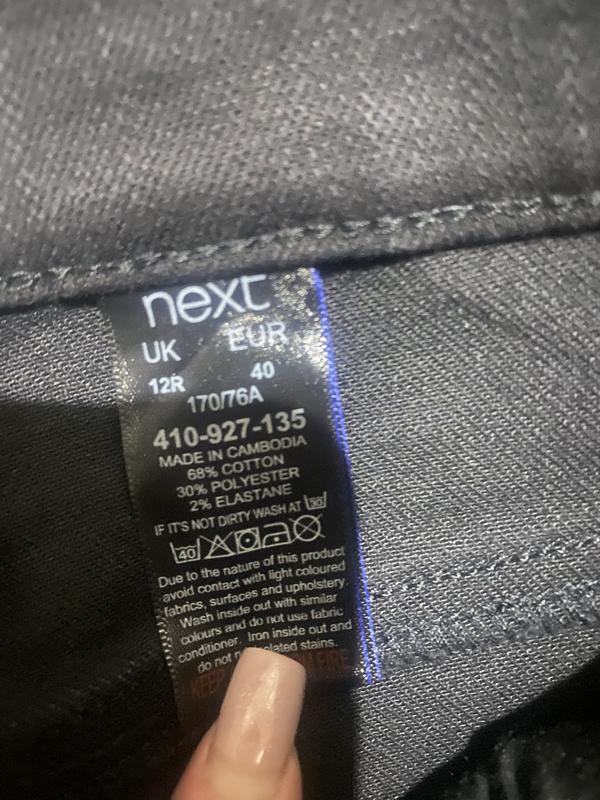 next
UK EUR
12R 40
170/76A
410-927-135
MADE IN CAMBODIA
68% COTTON
30% POLYESTER
2% ELASTANE
IF IT'S NOT DIRTY WASH AT 30
40
Due to the nature of this product
avoid contact with light coloured
fabrics, surfaces and upholstery.
Wash inside out with similar
colours and do not use fabric
conditioner. Iron inside out and
do not stains.
KEEP FIRE